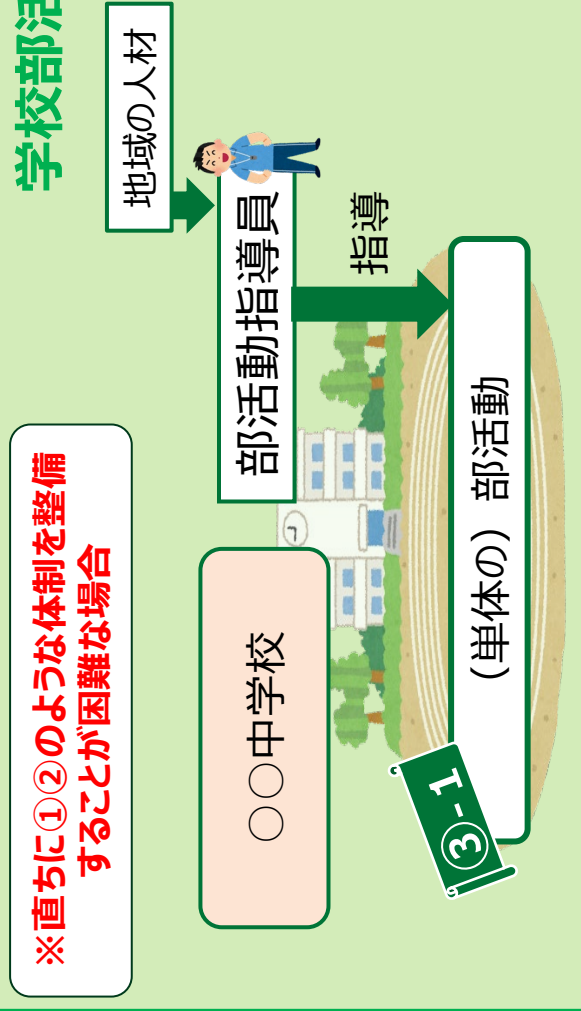 学校部活
※直ちに①②のような体制を整備
することが困難な場合
地域の人材
部活動指導員
指導
○○中学校
(単体の) 部活動
③-1